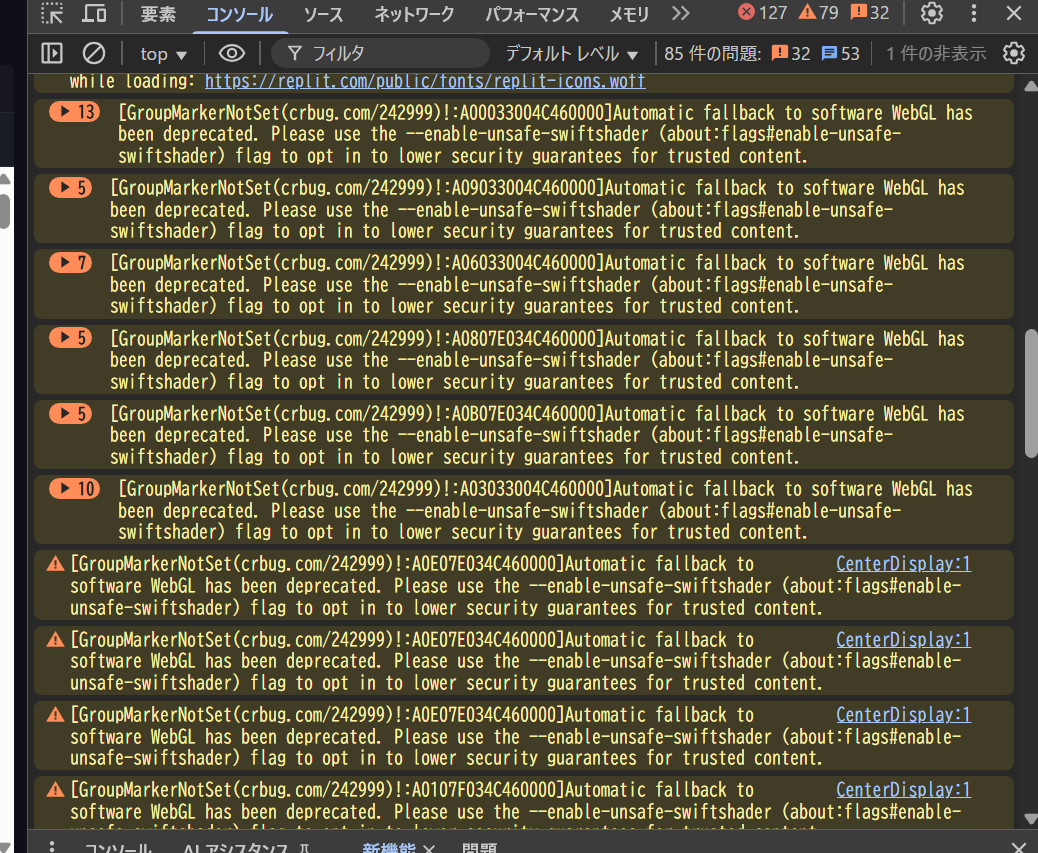 要素 コンソール ソース ネットワーク パフォーマンス メモリ 127 79 32
top フィルタ デフォルト レベル 85 件の問題: 32 53 1 件の非表示
while loading: https://replit.com/public/fonts/replit-icons.woff
13 [GroupMarkerNotSet(crbug.com/242999)!:A00033004C460000]Automatic fallback to software WebGL has
been deprecated. Please use the --enable-unsafe-swiftshader (about:flags#enable-unsafe-
swiftshader) flag to opt in to lower security guarantees for trusted content.
5 [GroupMarkerNotSet(crbug.com/242999)!:A09033004C460000]Automatic fallback to software WebGL has
been deprecated. Please use the --enable-unsafe-swiftshader (about:flags#enable-unsafe-
swiftshader) flag to opt in to lower security guarantees for trusted content.
7 [GroupMarkerNotSet(crbug.com/242999)!:A06033004C460000]Automatic fallback to software WebGL has
been deprecated. Please use the --enable-unsafe-swiftshader (about:flags#enable-unsafe-
swiftshader) flag to opt in to lower security guarantees for trusted content.
5 [GroupMarkerNotSet(crbug.com/242999)!:A0807E034C460000]Automatic fallback to software WebGL has
been deprecated. Please use the --enable-unsafe-swiftshader (about:flags#enable-unsafe-
swiftshader) flag to opt in to lower security guarantees for trusted content.
5 [GroupMarkerNotSet(crbug.com/242999)!:A0B07E034C460000]Automatic fallback to software WebGL has
been deprecated. Please use the --enable-unsafe-swiftshader (about:flags#enable-unsafe-
swiftshader) flag to opt in to lower security guarantees for trusted content.
10 [GroupMarkerNotSet(crbug.com/242999)!:A03033004C460000]Automatic fallback to software WebGL has
been deprecated. Please use the --enable-unsafe-swiftshader (about:flags#enable-unsafe-
swiftshader) flag to opt in to lower security guarantees for trusted content.
[GroupMarkerNotSet(crbug.com/242999)!:A0E07E034C460000]Automatic fallback to CenterDisplay:1
software WebGL has been deprecated. Please use the --enable-unsafe-swiftshader (about:flags#enable-
unsafe-swiftshader) flag to opt in to lower security guarantees for trusted content.
[GroupMarkerNotSet(crbug.com/242999)!:A0E07E034C460000]Automatic fallback to CenterDisplay:1
software WebGL has been deprecated. Please use the --enable-unsafe-swiftshader (about:flags#enable-
unsafe-swiftshader) flag to opt in to lower security guarantees for trusted content.
[GroupMarkerNotSet(crbug.com/242999)!:A0E07E034C460000]Automatic fallback to CenterDisplay:1
software WebGL has been deprecated. Please use the --enable-unsafe-swiftshader (about:flags#enable-
unsafe-swiftshader) flag to opt in to lower security guarantees for trusted content.
[GroupMarkerNotSet(crbug.com/242999)!:A0107F034C460000]Automatic fallback to CenterDisplay:1
software WebGL has been deprecated. Please use the --enable-unsafe-swiftshader (about:flags#enable-
unsafe-swiftshader) flag to opt in to lower security guarantees for trusted content.
コンソール AI アシスタンス 新機能 問題